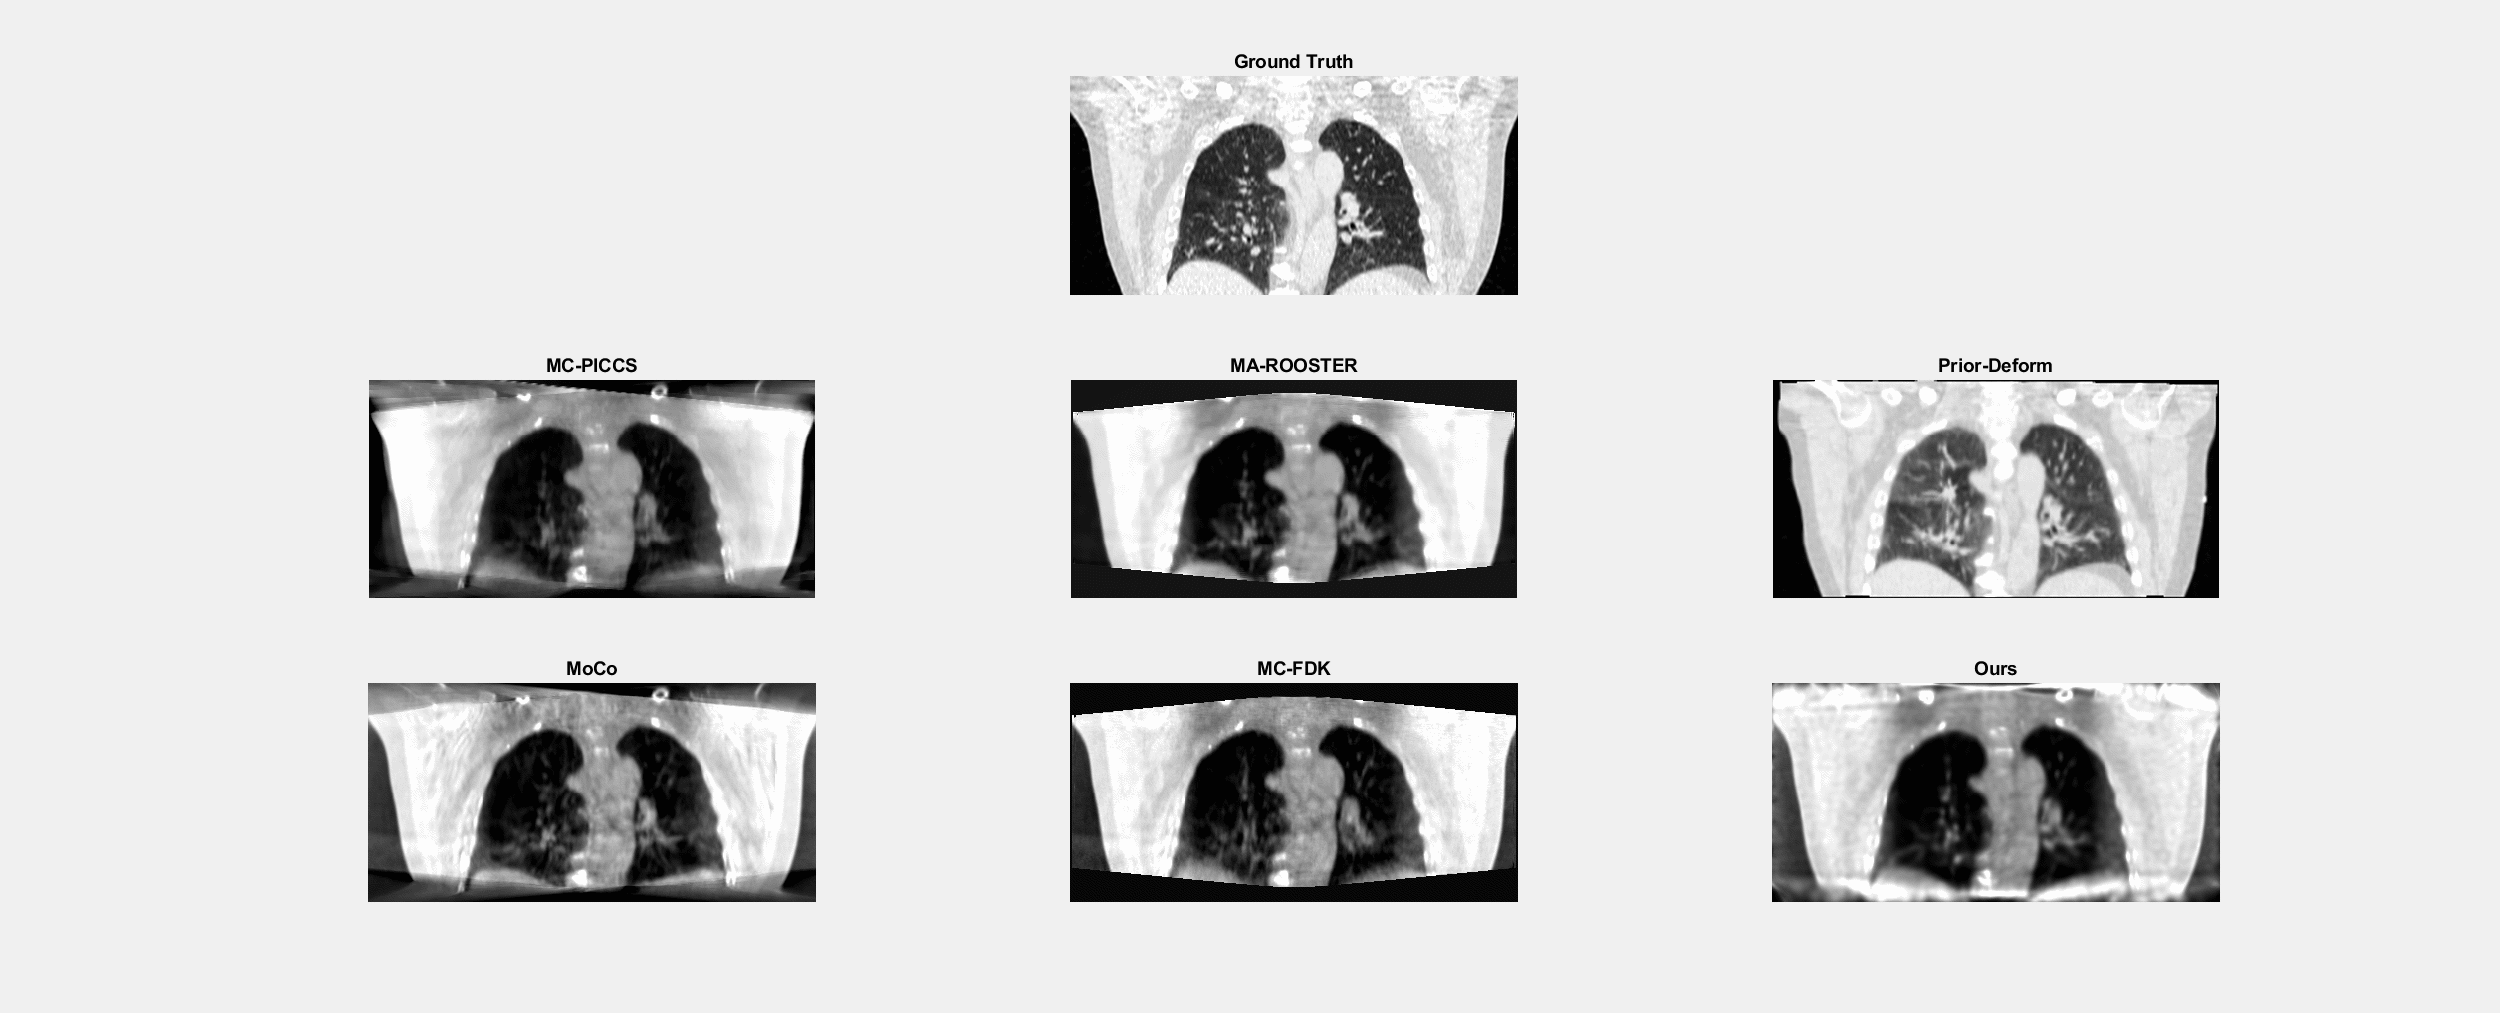 Ground Truth
MC-PICCS
MA-ROOSTER
Prior-Deform
MoCo
MC-FDK
Ours